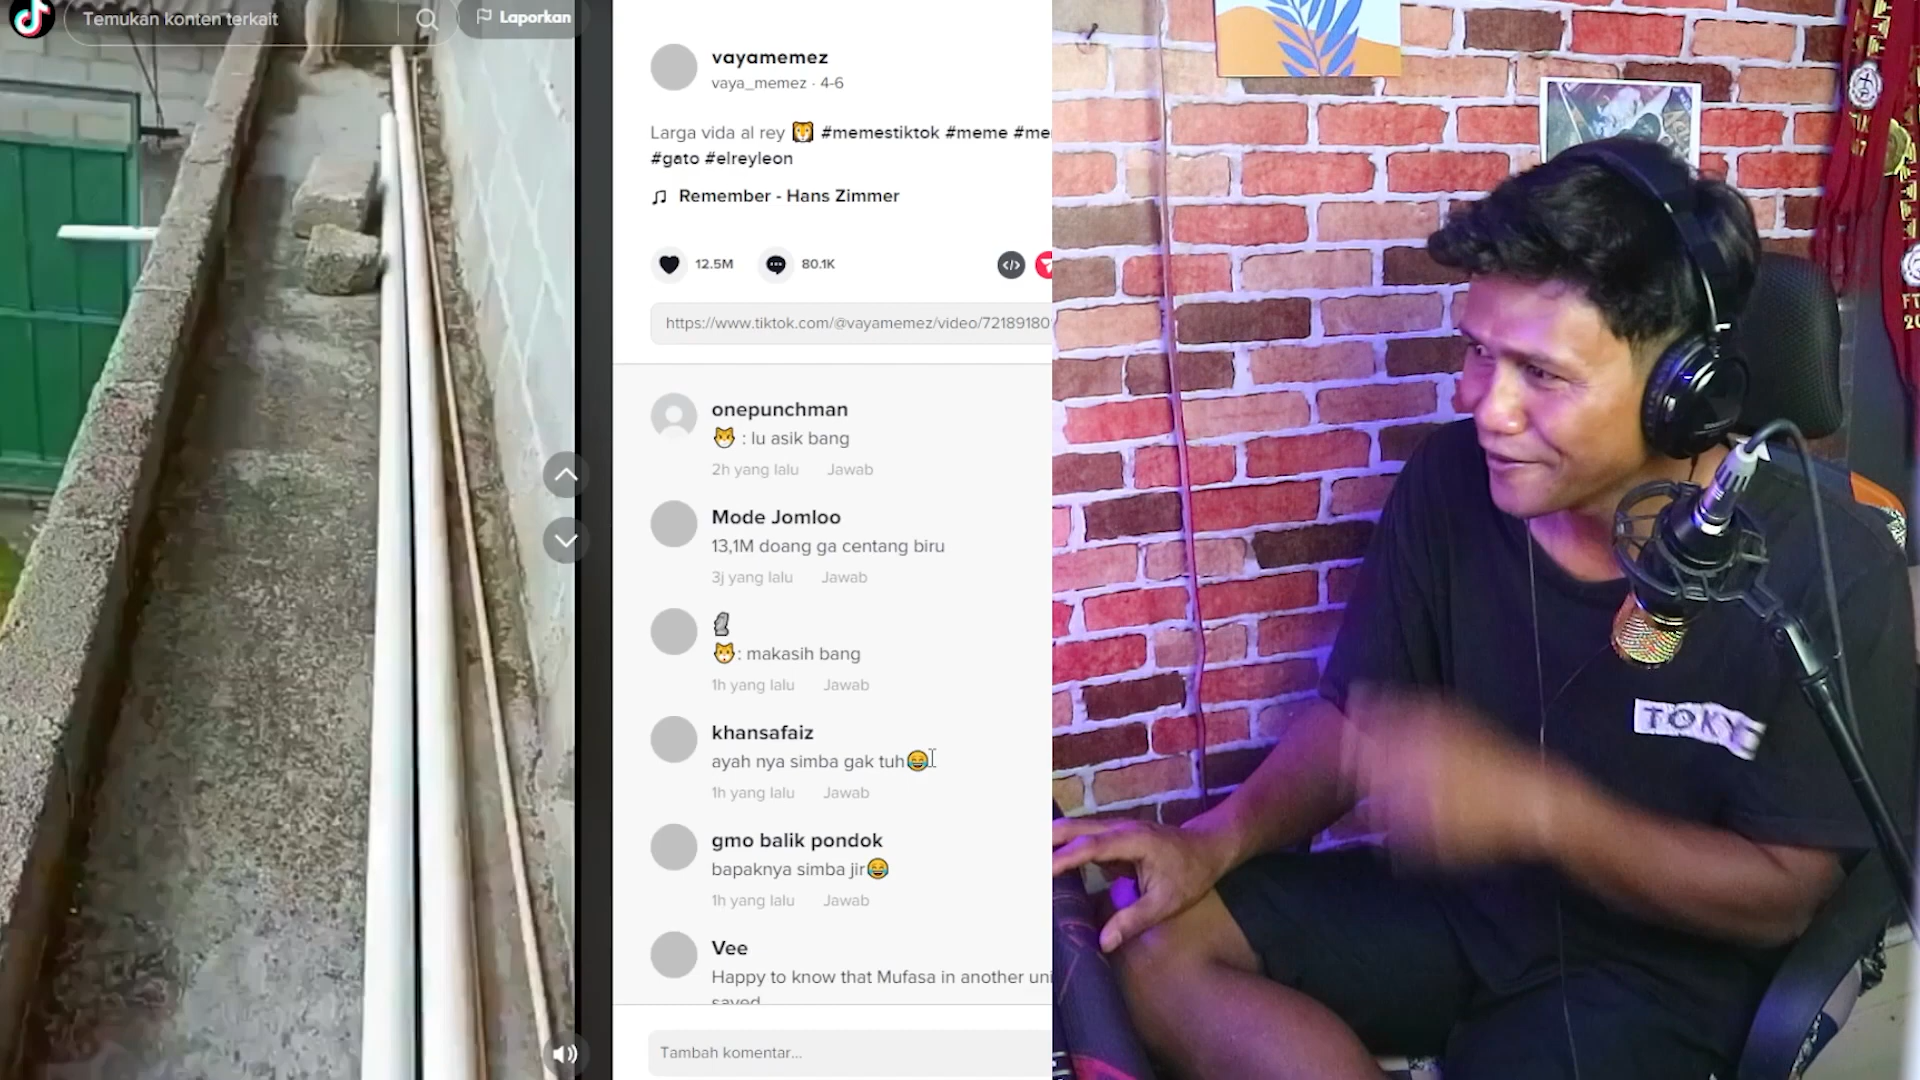 Temukan konten terkait
Laporkan
vayamemez
vaya_memez · 4-6
Larga vida al rey 🦁 #memestiktok #meme #me
#gato #elreyleon
Remember - Hans Zimmer
12.5M
80.1K
https://www.tiktok.com/@vayamemez/video/72189180
onepunchman
🐱 : lu asik bang
2h yang lalu Jawab
Mode Jomloo
13,1M doang ga centang biru
3j yang lalu Jawab
🗿
🐱: makasih bang
1h yang lalu Jawab
khansafaiz
ayah nya simba gak tuh😂
1h yang lalu Jawab
gmo balik pondok
bapaknya simba jir😂
1h yang lalu Jawab
Vee
Happy to know that Mufasa in another uni
saved
Tambah komentar...
TOKY